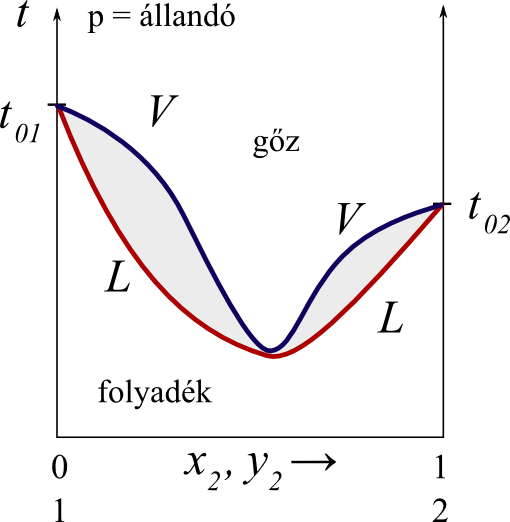 t p = állandó
V
t01
gőz
V
t02
L
L
folyadék
0 x2, y2 → 1
1 2